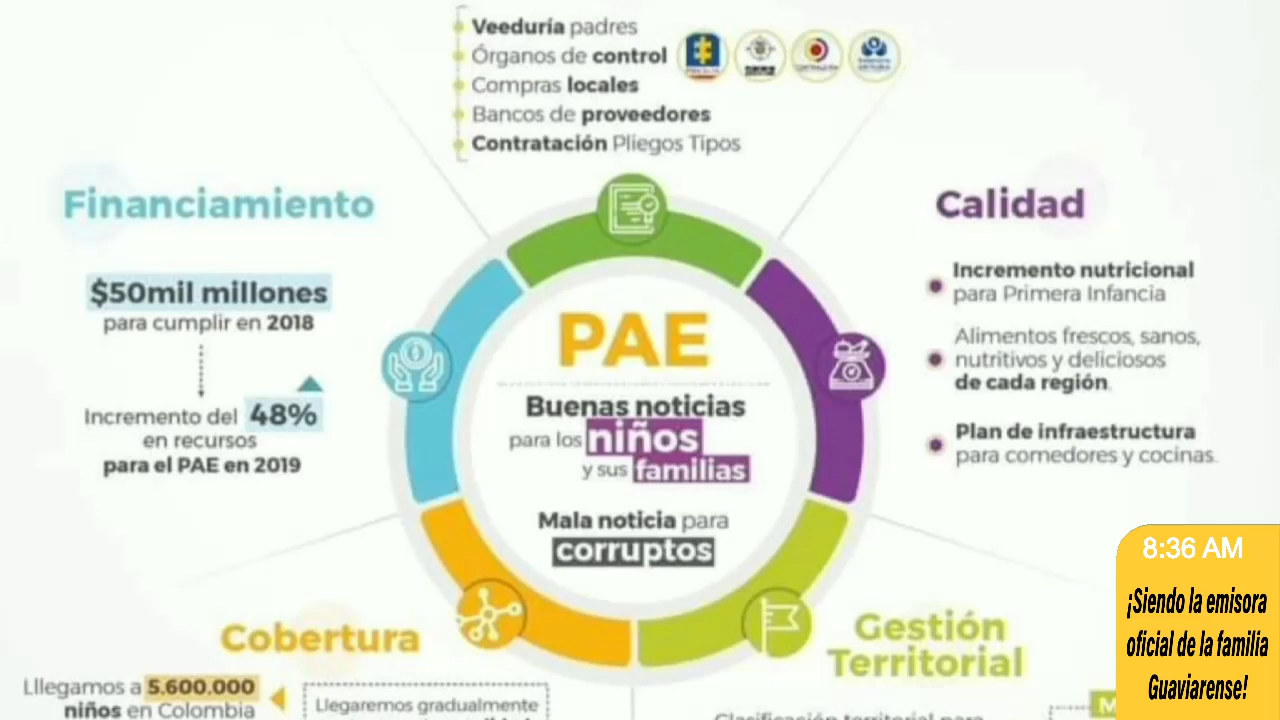 Veeduría padres
Órganos de control
Compras locales
Bancos de proveedores
Contratación Pliegos Tipos
Financiamiento
$50mil millones
para cumplir en 2018
Incremento del 48%
en recursos
para el PAE en 2019
Calidad
Incremento nutricional
para Primera Infancia
Alimentos frescos, sanos,
nutritivos y deliciosos
de cada región.
Plan de infraestructura
para comedores y cocinas.
PAE
Buenas noticias
para los niños
y sus familias
Mala noticia para
corruptos
Cobertura
Lllegamos a 5.600.000
niños en Colombia
Llegaremos gradualmente
Gestión
Territorial
Clasificación territorial para
8:36 AM
¡Siendo la emisora
oficial de la familia
Guaviarense!